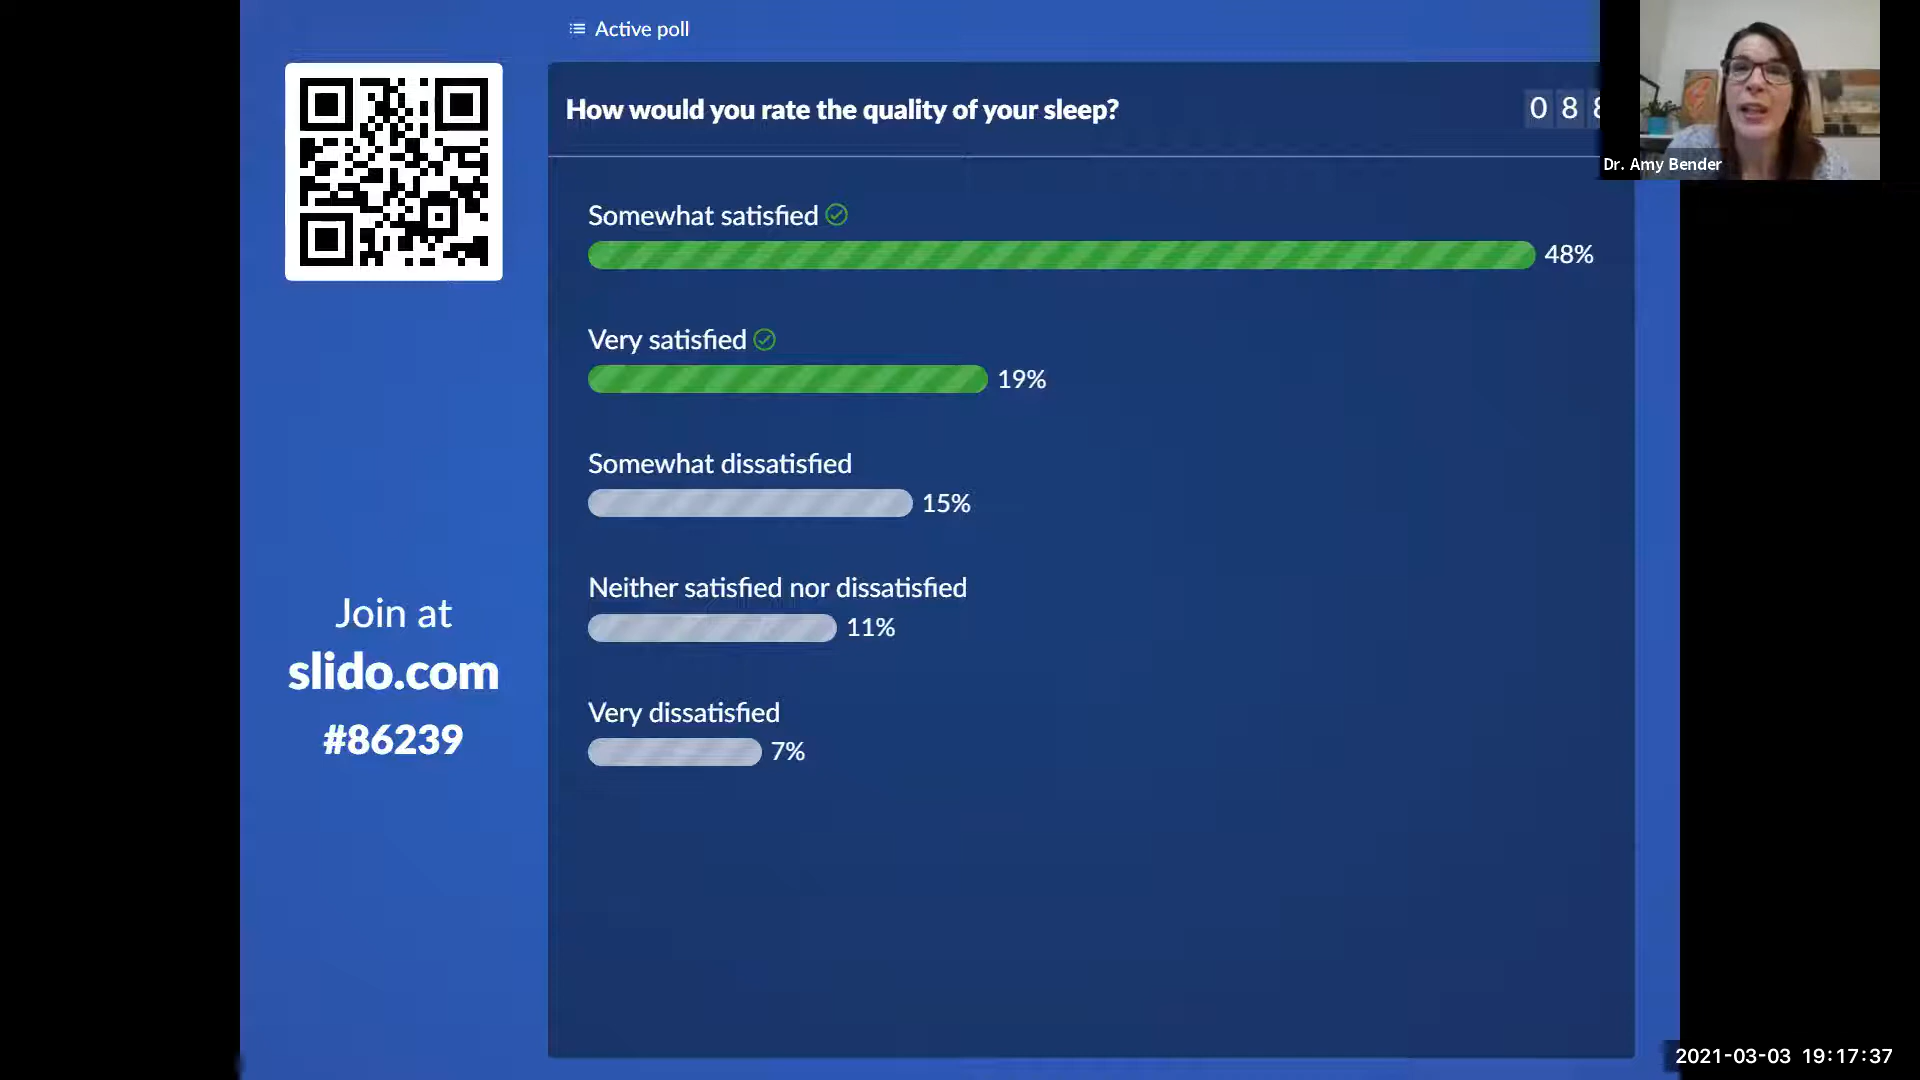 Active poll
How would you rate the quality of your sleep?
0 8
Dr. Amy Bender
Somewhat satisfied
48%
Very satisfied
19%
Somewhat dissatisfied
15%
Neither satisfied nor dissatisfied
11%
Very dissatisfied
7%
Join at
slido.com
#86239
2021-03-03 19:17:37